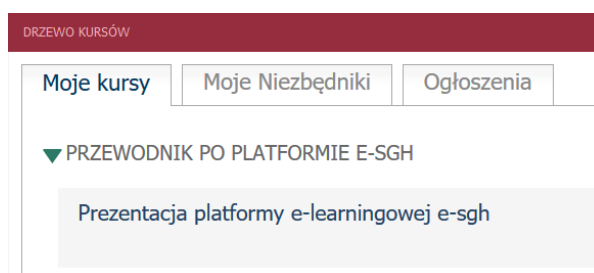 DRZEWO KURSÓW
Moje kursy Moje Niezbędniki Ogłoszenia
PRZEWODNIK PO PLATFORMIE E-SGH
Prezentacja platformy e-learningowej e-sgh